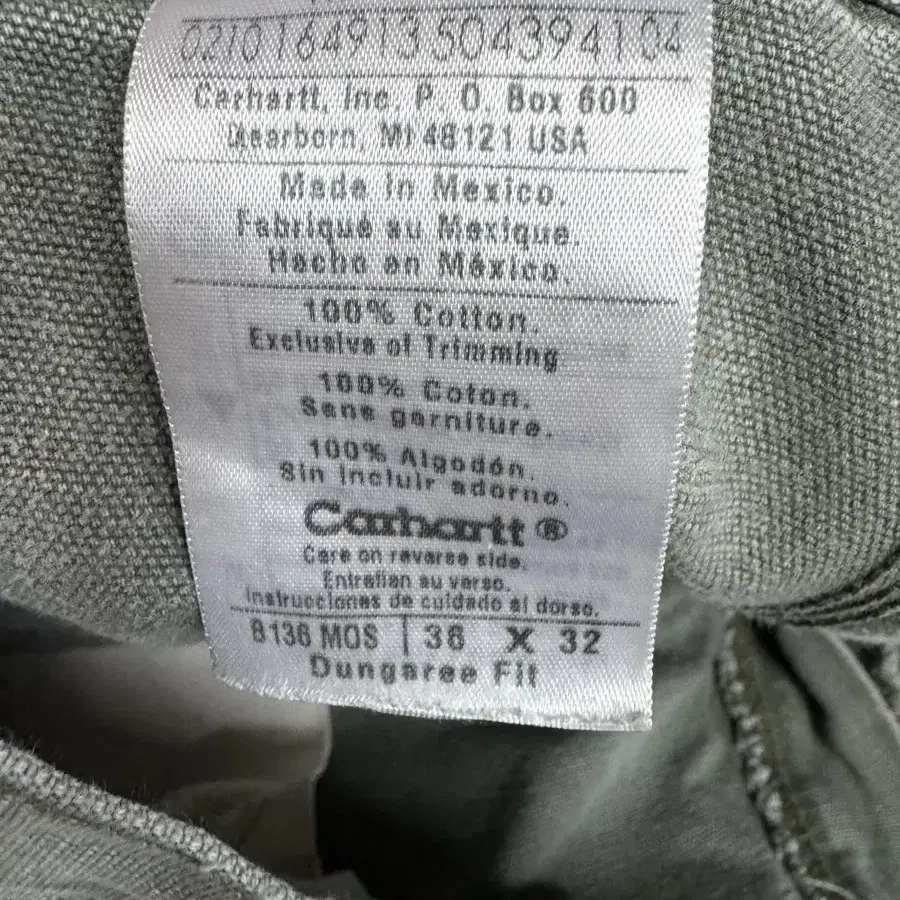 0210164913504394104
Carhartt, Inc. P. O. Box 600
Dearborn, MI 48121 USA
Made in Mexico.
Fabriqué au Mexique.
Hecho en México.
100% Cotton.
Exclusive of Trimming
100% Coton.
Sans garniture.
100% Algodón.
Sin incluir adorno.
Carhartt®
Care on reverse side.
Entretien au verso.
Instrucciones de cuidado al dorso.
B136 MOS | 36 X 32
Dungaree Fit